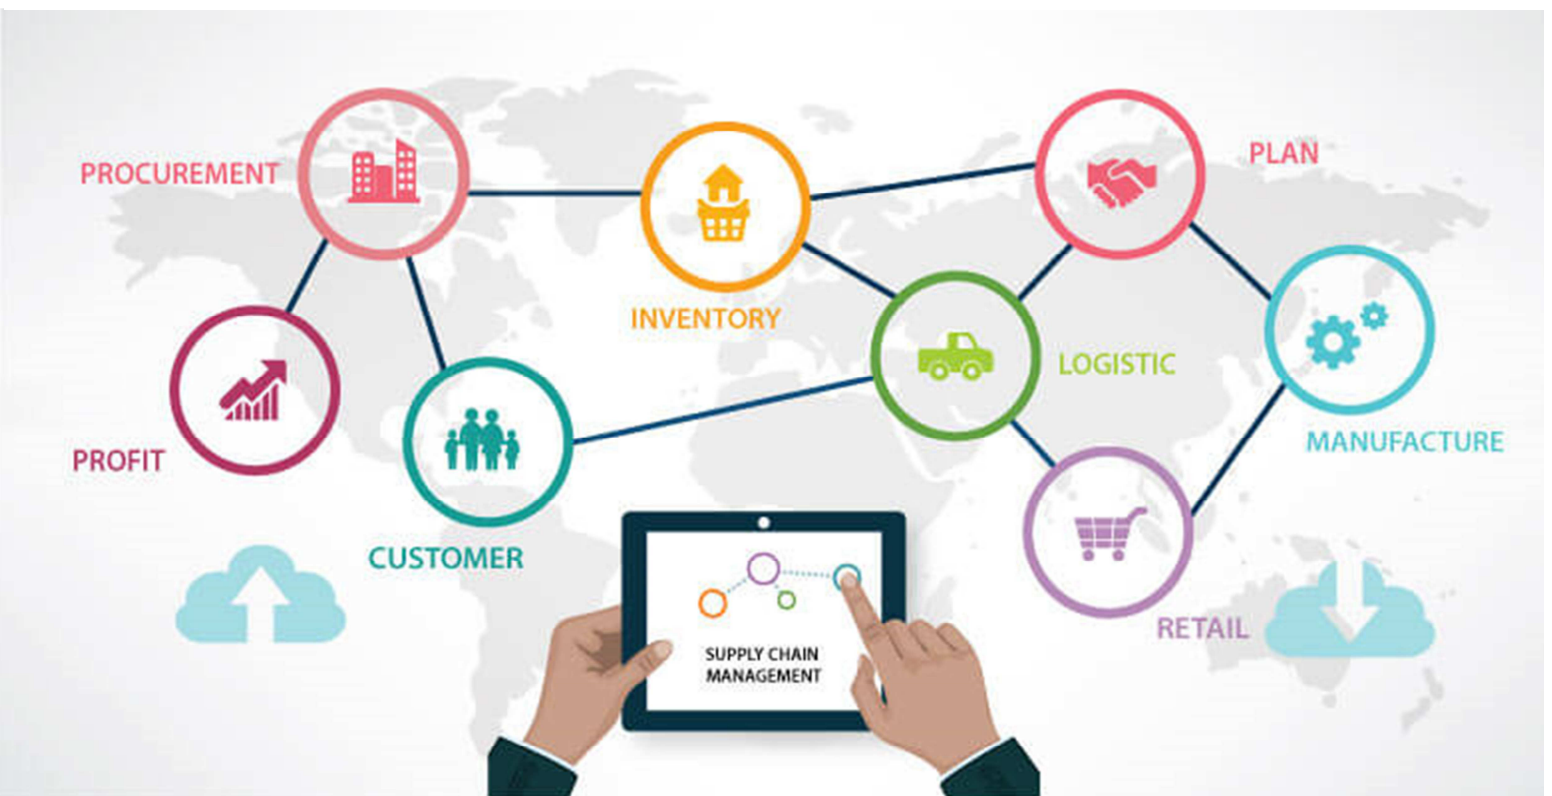 PROCUREMENT
PLAN
INVENTORY
LOGISTIC
PROFIT
MANUFACTURE
CUSTOMER
RETAIL
SUPPLY CHAIN
MANAGEMENT